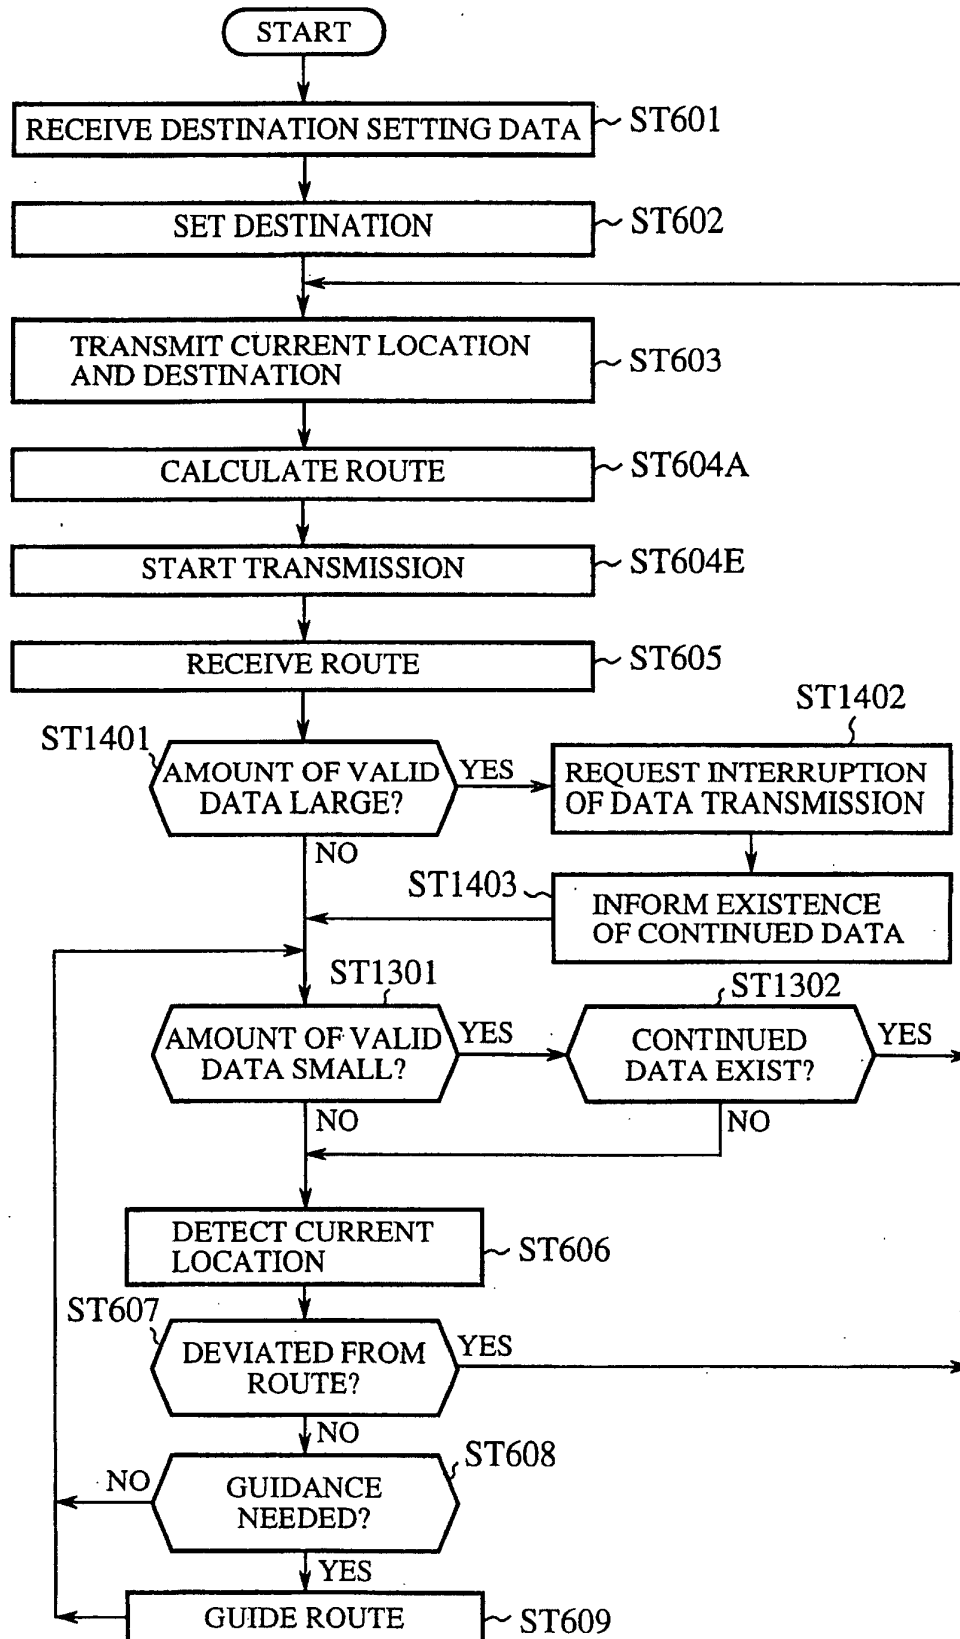 START
RECEIVE DESTINATION SETTING DATA
ST601
SET DESTINATION
ST602
TRANSMIT CURRENT LOCATION
AND DESTINATION
ST603
CALCULATE ROUTE
ST604A
START TRANSMISSION
ST604E
RECEIVE ROUTE
ST605
ST1401
AMOUNT OF VALID
DATA LARGE?
YES
NO
ST1402
REQUEST INTERRUPTION
OF DATA TRANSMISSION
ST1403
INFORM EXISTENCE
OF CONTINUED DATA
ST1301
AMOUNT OF VALID
DATA SMALL?
YES
NO
ST1302
CONTINUED
DATA EXIST?
YES
NO
DETECT CURRENT
LOCATION
ST606
ST607
DEVIATED FROM
ROUTE?
YES
NO
ST608
GUIDANCE
NEEDED?
NO
YES
GUIDE ROUTE
ST609